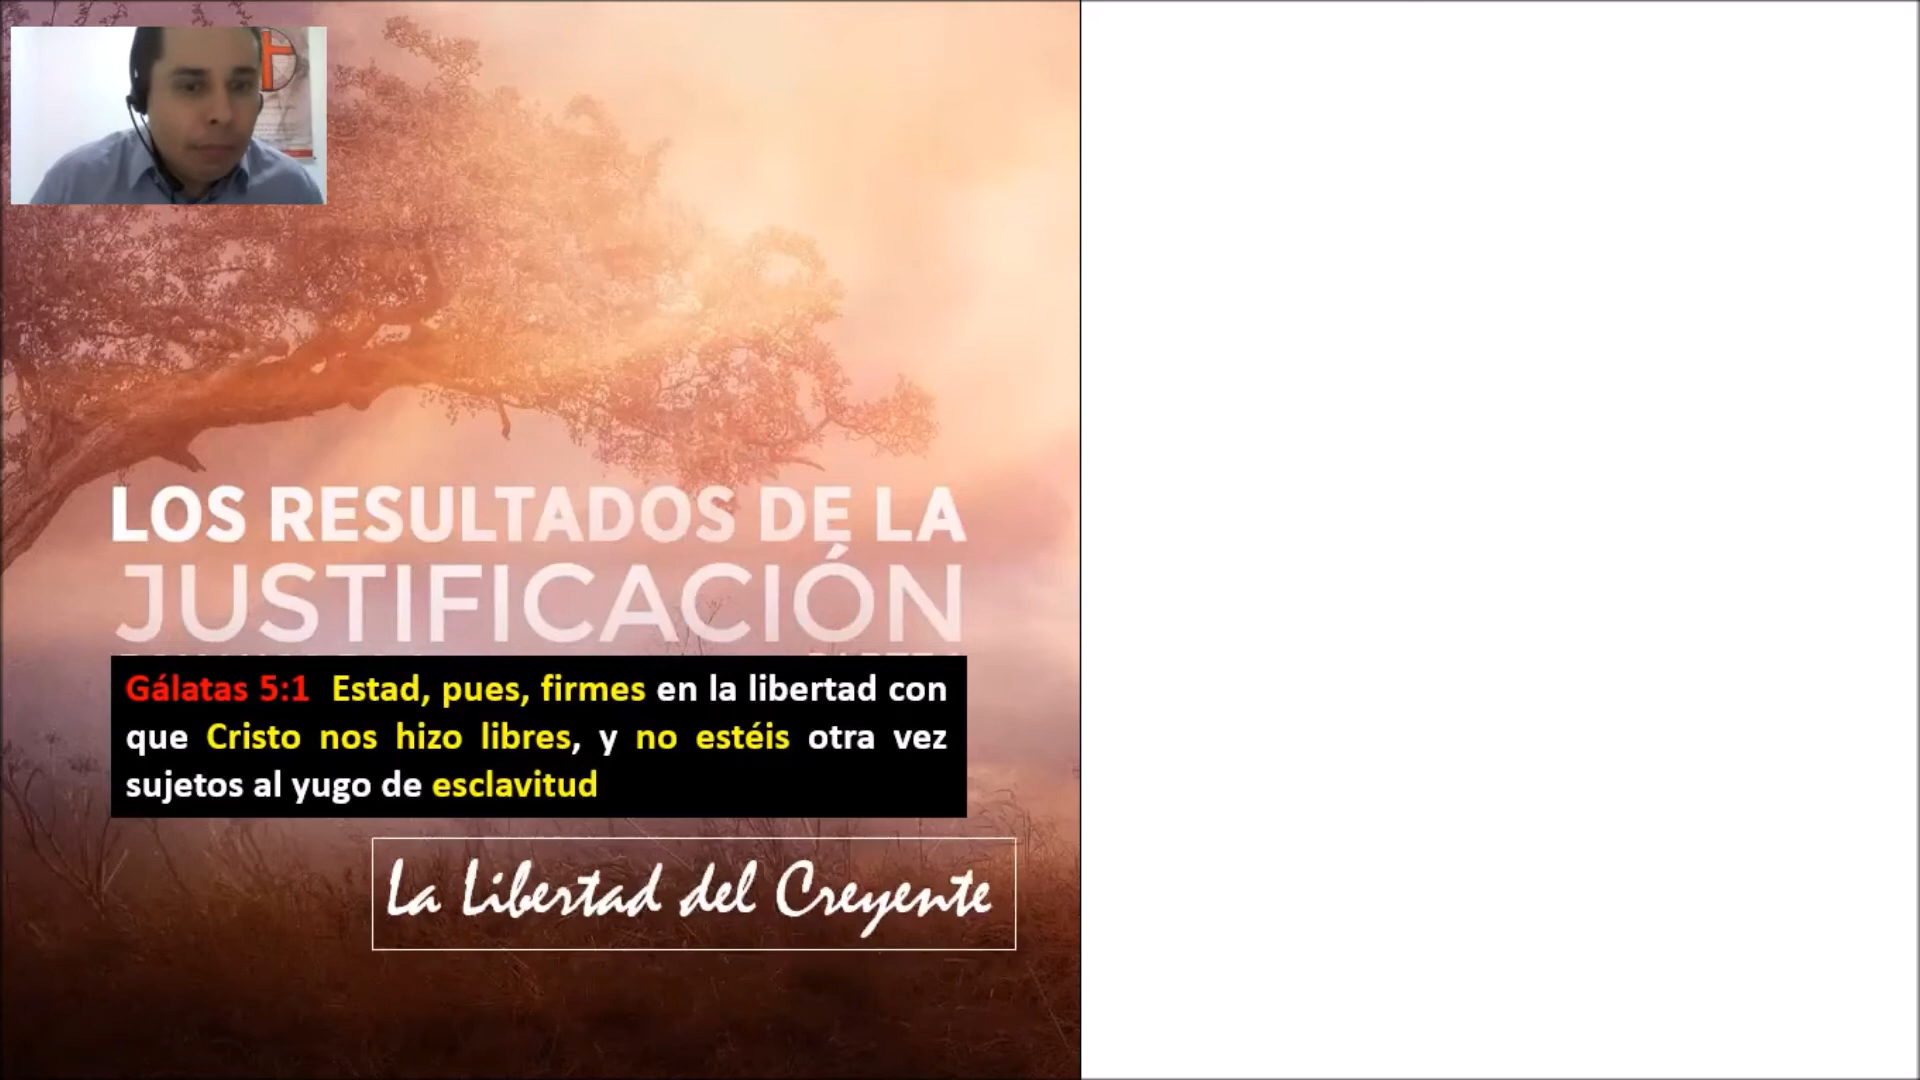 LOS RESULTADOS DE LA
JUSTIFICACIÓN
Gálatas 5:1 Estad, pues, firmes en la libertad con
que Cristo nos hizo libres, y no estéis otra vez
sujetos al yugo de esclavitud
La Libertad del Creyente